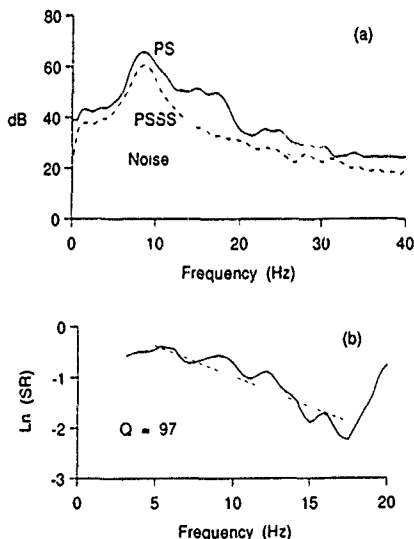 80
(a)
PS
60
dB
40
PSSS
20
Noise
0
0 10 20 30 40
Frequency (Hz)
-0
(b)
Ln (SR)
-1
-2
Q = 97
-3
0 5 10 15 20
Frequency (Hz)